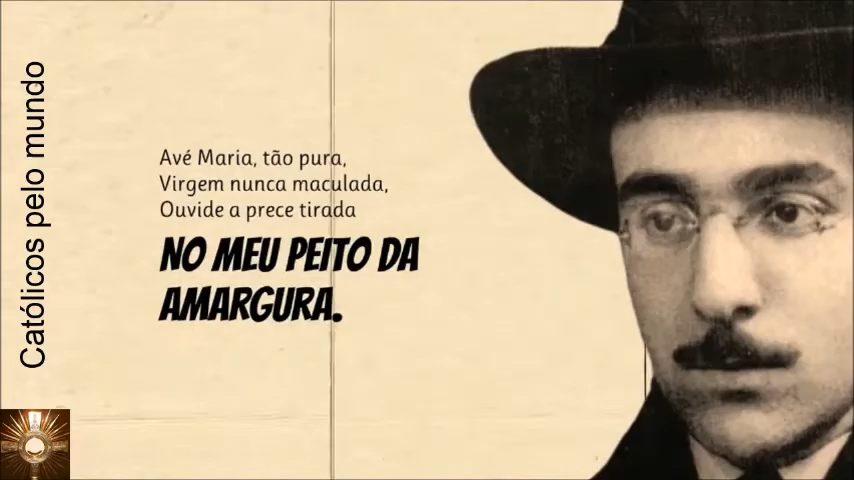 Católicos pelo mundo
Avé Maria, tão pura,
Virgem nunca maculada,
Ouvide a prece tirada
NO MEU PEITO DA
AMARGURA.